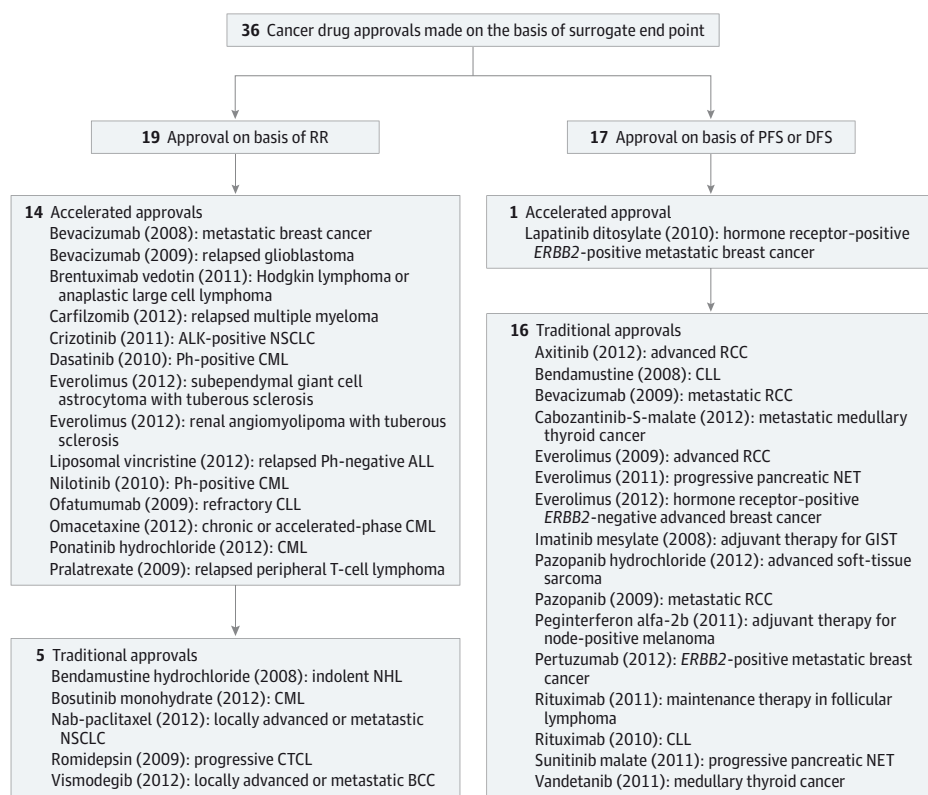 36 Cancer drug approvals made on the basis of surrogate end point
19 Approval on basis of RR
14 Accelerated approvals
Bevacizumab (2008): metastatic breast cancer
Bevacizumab (2009): relapsed glioblastoma
Brentuximab vedotin (2011): Hodgkin lymphoma or
anaplastic large cell lymphoma
Carfilzomib (2012): relapsed multiple myeloma
Crizotinib (2011): ALK-positive NSCLC
Dasatinib (2010): Ph-positive CML
Everolimus (2012): subependymal giant cell
astrocytoma with tuberous sclerosis
Everolimus (2012): renal angiomyolipoma with tuberous
sclerosis
Liposomal vincristine (2012): relapsed Ph-negative ALL
Nilotinib (2010): Ph-positive CML
Ofatumumab (2009): refractory CLL
Omacetaxine (2012): chronic or accelerated-phase CML
Ponatinib hydrochloride (2012): CML
Pralatrexate (2009): relapsed peripheral T-cell lymphoma
5 Traditional approvals
Bendamustine hydrochloride (2008): indolent NHL
Bosutinib monohydrate (2012): CML
Nab-paclitaxel (2012): locally advanced or metatastic
NSCLC
Romidepsin (2009): progressive CTCL
Vismodegib (2012): locally advanced or metastatic BCC
17 Approval on basis of PFS or DFS
1 Accelerated approval
Lapatinib ditosylate (2010): hormone receptor–positive
ERBB2-positive metastatic breast cancer
16 Traditional approvals
Axitinib (2012): advanced RCC
Bendamustine (2008): CLL
Bevacizumab (2009): metastatic RCC
Cabozantinib-S-malate (2012): metastatic medullary
thyroid cancer
Everolimus (2009): advanced RCC
Everolimus (2011): progressive pancreatic NET
Everolimus (2012): hormone receptor–positive
ERBB2-negative advanced breast cancer
Imatinib mesylate (2008): adjuvant therapy for GIST
Pazopanib hydrochloride (2012): advanced soft-tissue
sarcoma
Pazopanib (2009): metastatic RCC
Peginterferon alfa-2b (2011): adjuvant therapy for
node-positive melanoma
Pertuzumab (2012): ERBB2-positive metastatic breast
cancer
Rituximab (2011): maintenance therapy in follicular
lymphoma
Rituximab (2010): CLL
Sunitinib malate (2011): progressive pancreatic NET
Vandetanib (2011): medullary thyroid cancer